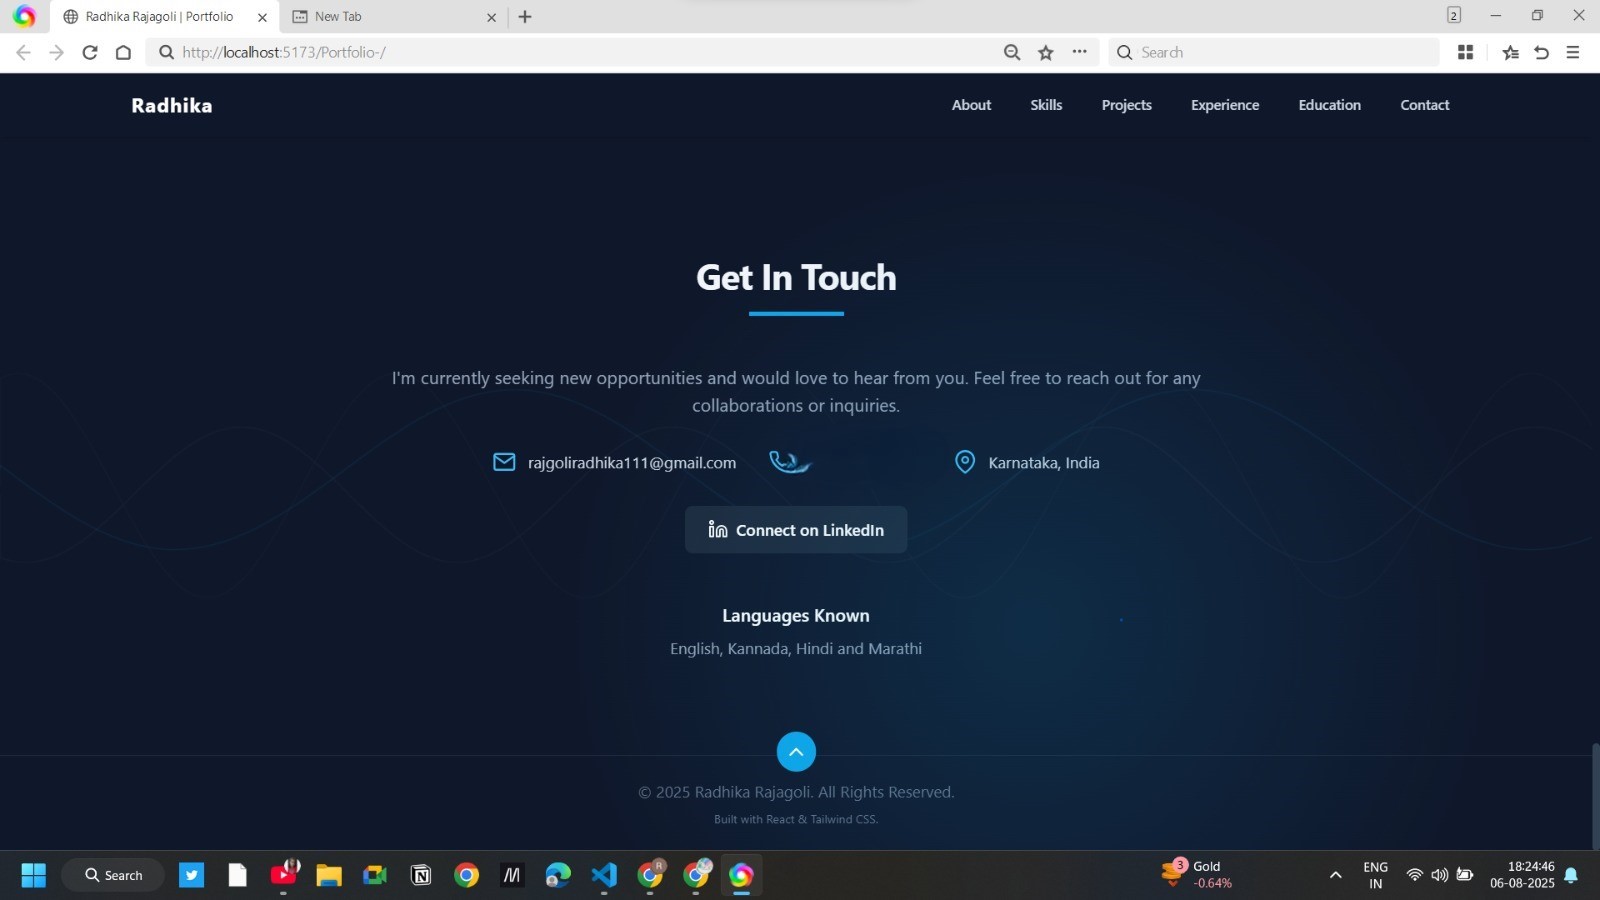 Radhika Rajagoli | Portfolio
New Tab
2
http://localhost:5173/Portfolio-/
Search
Radhika
About
Skills
Projects
Experience
Education
Contact
Get In Touch
I'm currently seeking new opportunities and would love to hear from you. Feel free to reach out for any
collaborations or inquiries.
rajgoliradhika111@gmail.com
Karnataka, India
in Connect on LinkedIn
Languages Known
English, Kannada, Hindi and Marathi
© 2025 Radhika Rajagoli. All Rights Reserved.
Built with React & Tailwind CSS.
Search
R
3
Gold
-0.64%
ENG
IN
18:24:46
06-08-2025